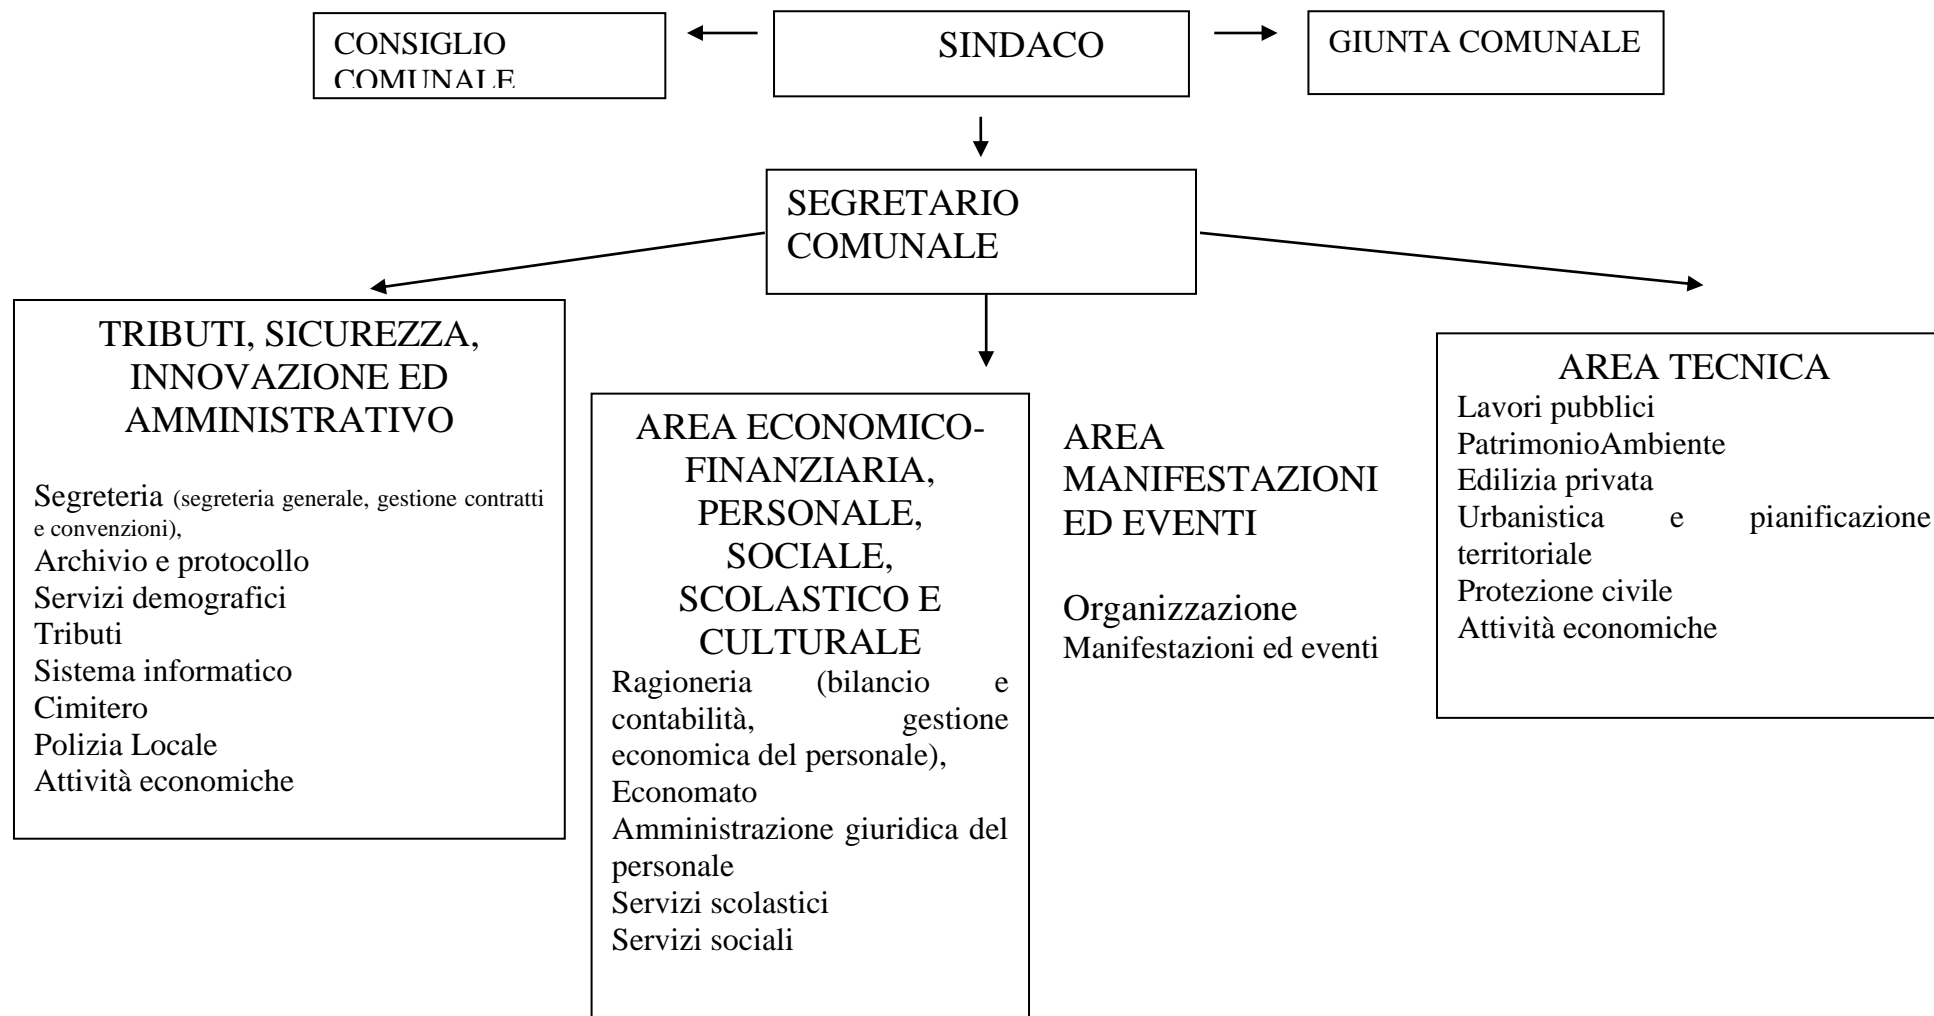 CONSIGLIO
COMUNALE
SINDACO
GIUNTA COMUNALE
SEGRETARIO
COMUNALE
TRIBUTI, SICUREZZA,
INNOVAZIONE ED
AMMINISTRATIVO
Segreteria (segreteria generale, gestione contratti
e convenzioni),
Archivio e protocollo
Servizi demografici
Tributi
Sistema informatico
Cimitero
Polizia Locale
Attività economiche
AREA ECONOMICO-
FINANZIARIA,
PERSONALE,
SOCIALE,
SCOLASTICO E
CULTURALE
Ragioneria (bilancio e
contabilità, gestione
economica del personale),
Economato
Amministrazione giuridica del
personale
Servizi scolastici
Servizi sociali
AREA
MANIFESTAZIONI
ED EVENTI
Organizzazione
Manifestazioni ed eventi
AREA TECNICA
Lavori pubblici
PatrimonioAmbiente
Edilizia privata
Urbanistica e pianificazione
territoriale
Protezione civile
Attività economiche